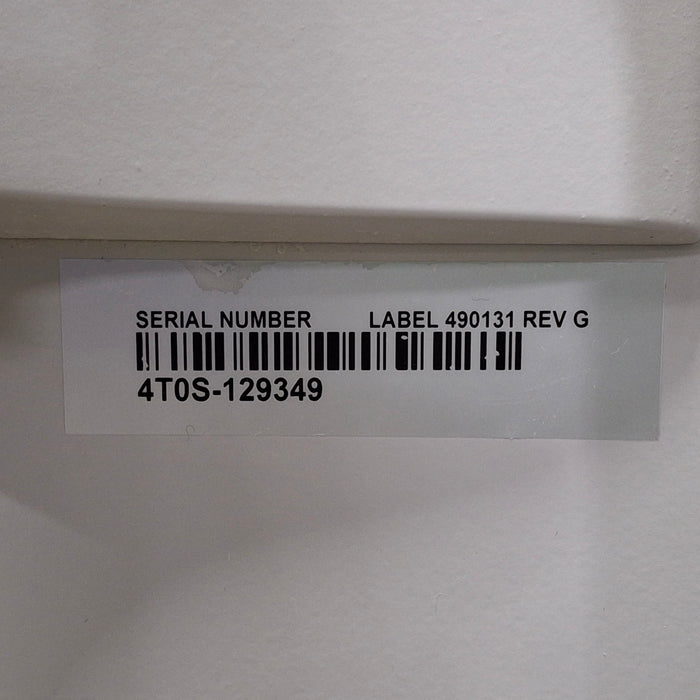 SERIAL NUMBER LABEL 490131 REV G
4T0S-129349